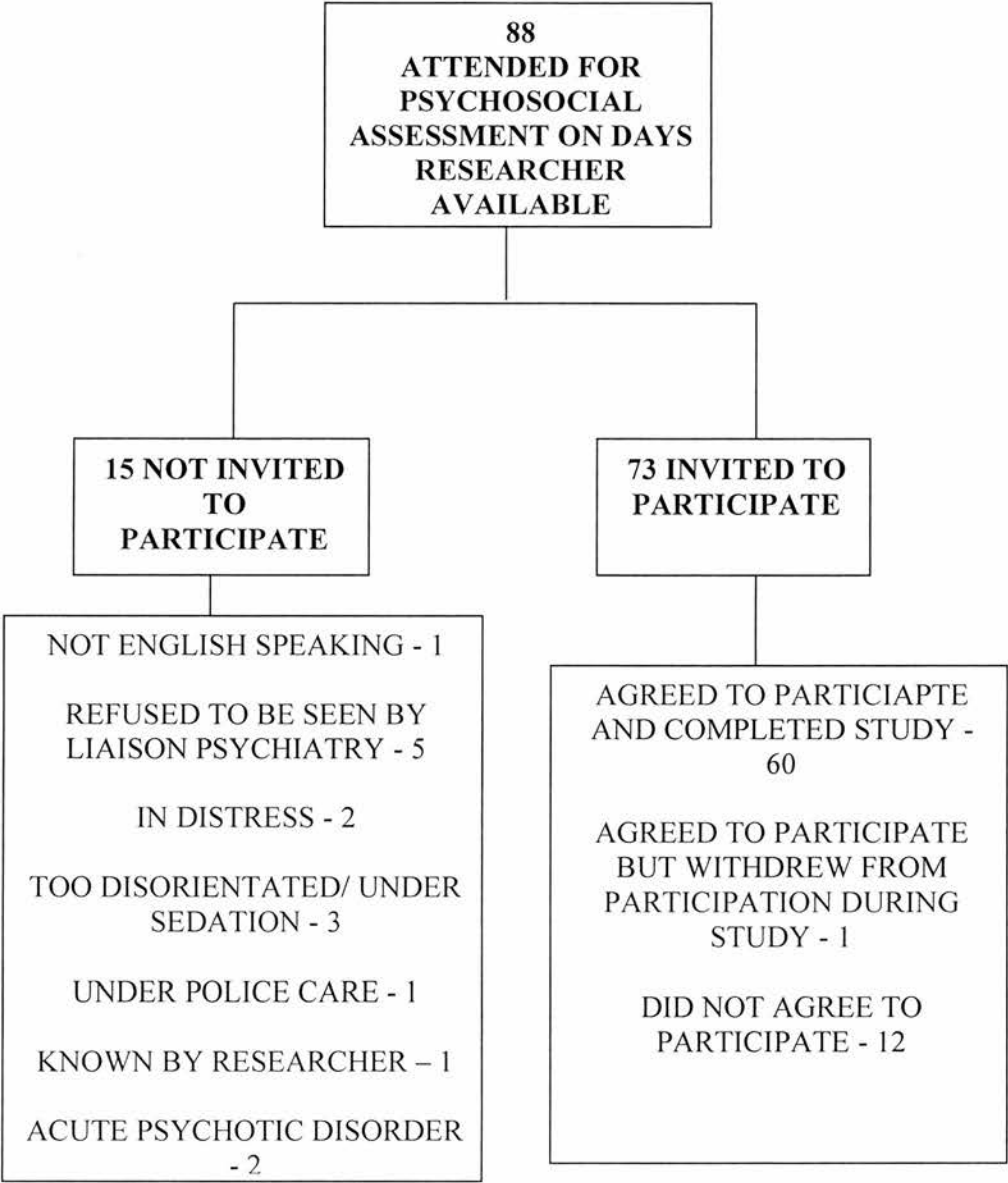 88
ATTENDED FOR
PSYCHOSOCIAL
ASSESSMENT ON DAYS
RESEARCHER
AVAILABLE
15 NOT INVITED
TO
PARTICIPATE
73 INVITED TO
PARTICIPATE
NOT ENGLISH SPEAKING - 1
REFUSED TO BE SEEN BY
LIAISON PSYCHIATRY - 5
IN DISTRESS - 2
TOO DISORIENTATED/ UNDER
SEDATION - 3
UNDER POLICE CARE - 1
KNOWN BY RESEARCHER – 1
ACUTE PSYCHOTIC DISORDER
- 2
AGREED TO PARTICIAPTE
AND COMPLETED STUDY -
60
AGREED TO PARTICIPATE
BUT WITHDREW FROM
PARTICIPATION DURING
STUDY - 1
DID NOT AGREE TO
PARTICIPATE - 12